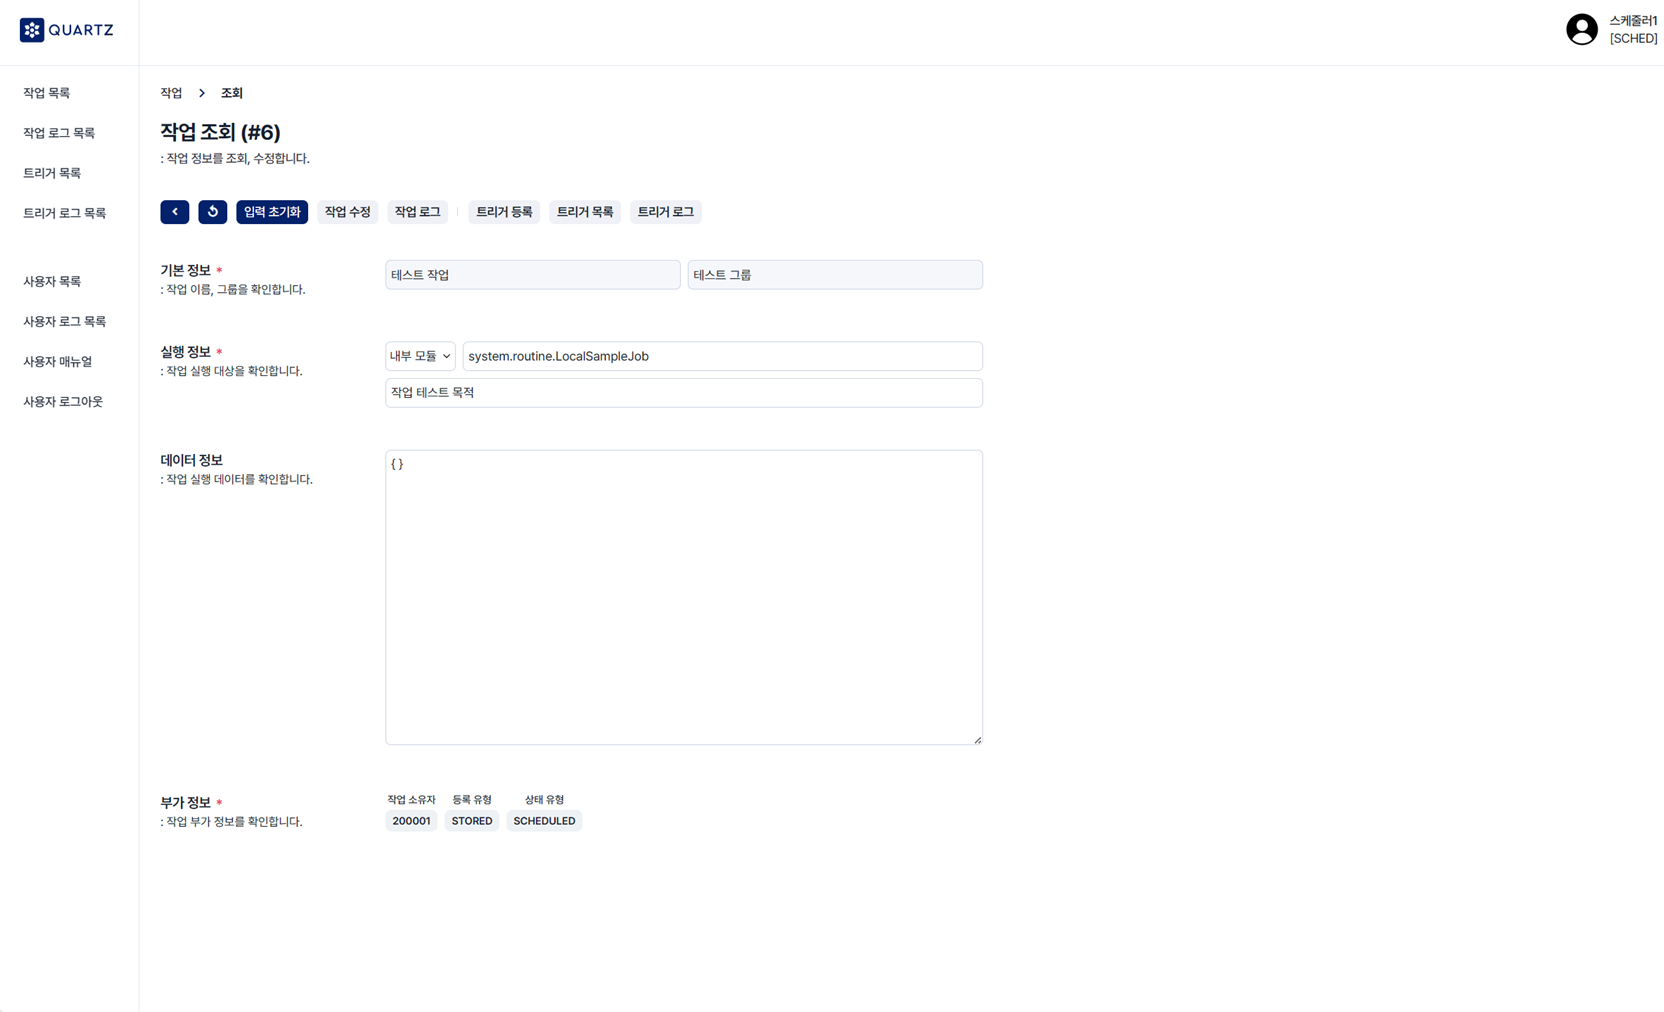 QUARTZ
스케줄러1
[SCHED]
작업 목록
작업 로그 목록
트리거 목록
트리거 로그 목록
사용자 목록
사용자 로그 목록
사용자 매뉴얼
사용자 로그아웃
작업 > 조회
작업 조회 (#6)
: 작업 정보를 조회, 수정합니다.
입력 초기화 작업 수정 작업 로그 트리거 등록 트리거 목록 트리거 로그
기본 정보 *
: 작업 이름, 그룹을 확인합니다.
테스트 작업 테스트 그룹
실행 정보 *
: 작업 실행 대상을 확인합니다.
내부 모듈 system.routine.LocalSampleJob
작업 테스트 목적
데이터 정보
: 작업 실행 데이터를 확인합니다.
{ }
부가 정보 *
: 작업 부가 정보를 확인합니다.
작업 소유자 등록 유형 상태 유형
200001 STORED SCHEDULED